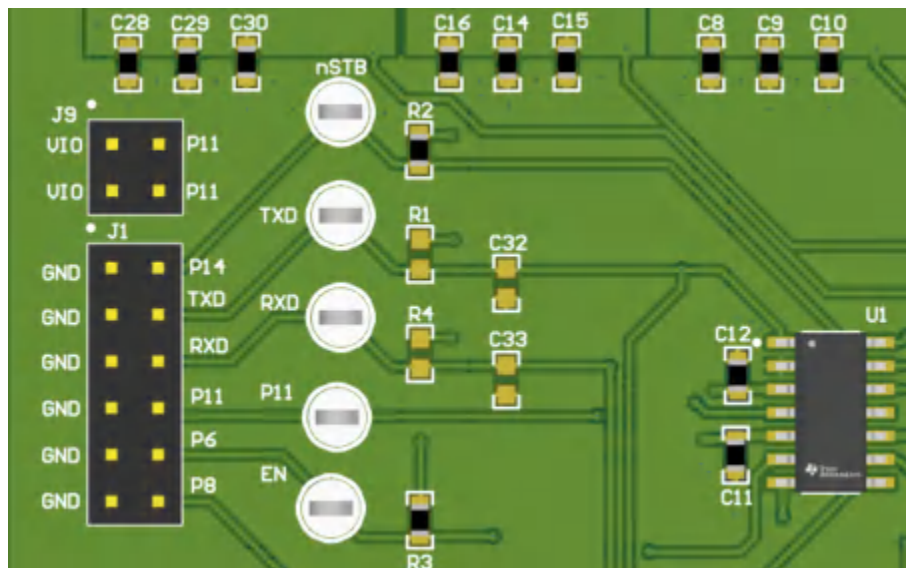 C28 C29 C30 C16 C14 C15 C8 C9 C10
nSTB
J9 R2
VIO P11
VIO P11
J1 TXD R1
GND P14 C32
GND TXD RXD U1
GND RXD R4 C33 C12
GND P11 P11
GND P6 EN
GND P8 C11
R3